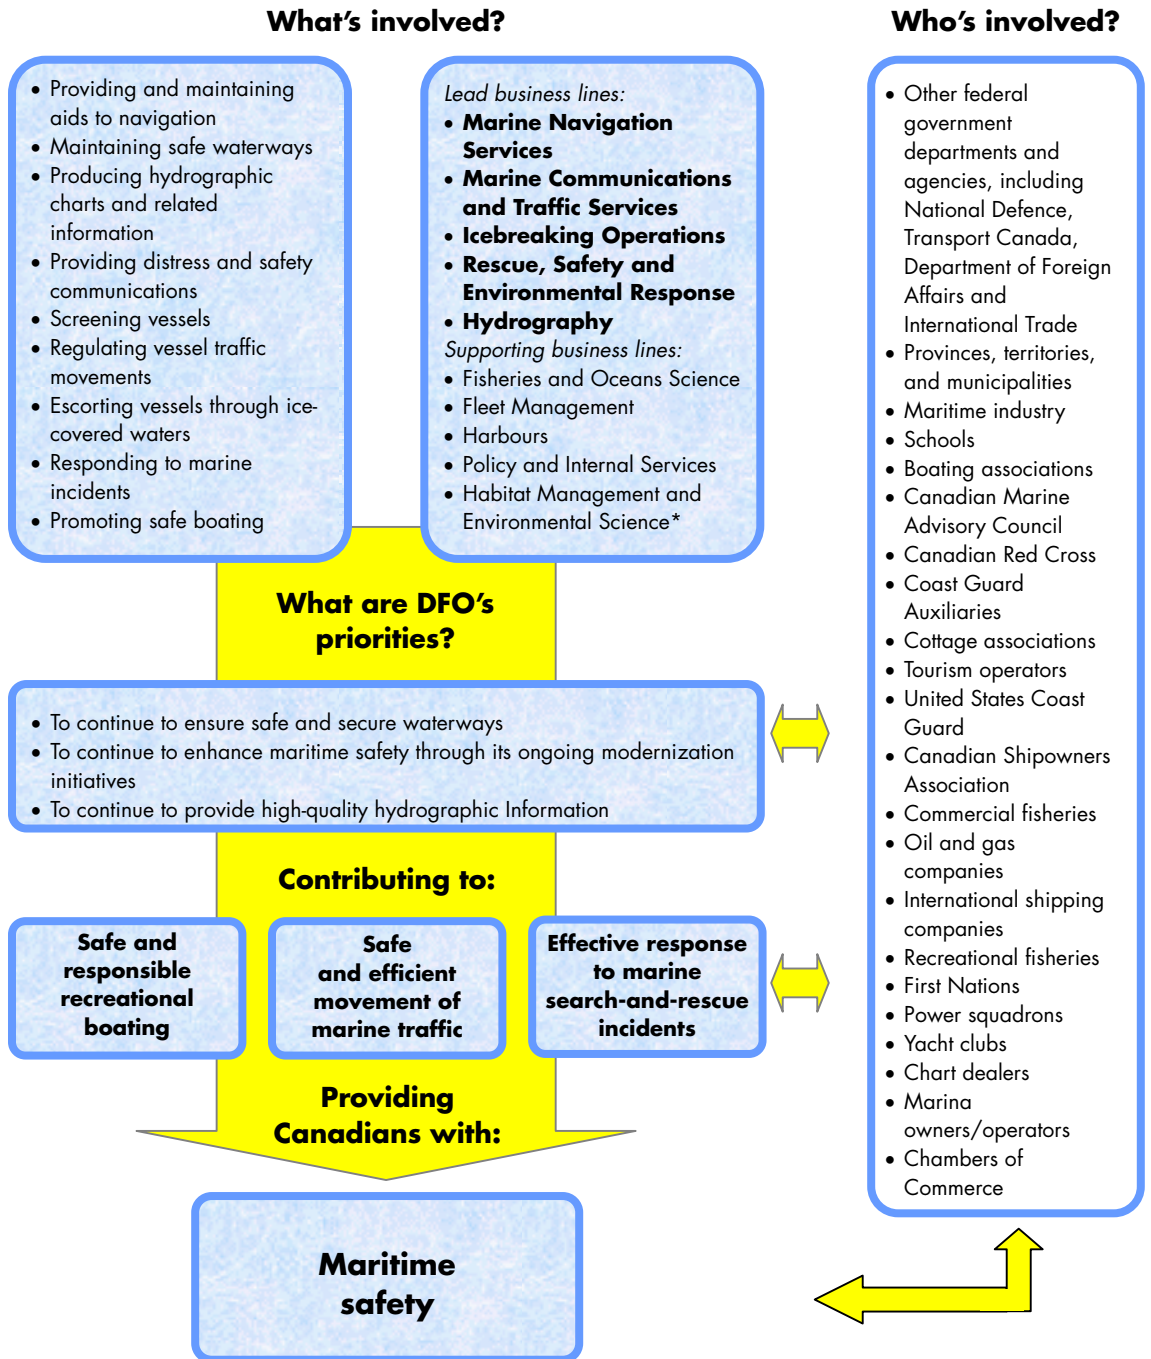 What's involved?
• Providing and maintaining
aids to navigation
• Maintaining safe waterways
• Producing hydrographic
charts and related
information
• Providing distress and safety
communications
• Screening vessels
• Regulating vessel traffic
movements
• Escorting vessels through ice-
covered waters
• Responding to marine
incidents
• Promoting safe boating
Lead business lines:
• Marine Navigation
Services
• Marine Communications
and Traffic Services
• Icebreaking Operations
• Rescue, Safety and
Environmental Response
• Hydrography
Supporting business lines:
• Fisheries and Oceans Science
• Fleet Management
• Harbours
• Policy and Internal Services
• Habitat Management and
Environmental Science*
What are DFO's
priorities?
• To continue to ensure safe and secure waterways
• To continue to enhance maritime safety through its ongoing modernization
initiatives
• To continue to provide high-quality hydrographic Information
Contributing to:
Safe and
responsible
recreational
boating
Safe
and efficient
movement of
marine traffic
Effective response
to marine
search-and-rescue
incidents
Providing
Canadians with:
Maritime
safety
Who's involved?
• Other federal
government
departments and
agencies, including
National Defence,
Transport Canada,
Department of Foreign
Affairs and
International Trade
• Provinces, territories,
and municipalities
• Maritime industry
• Schools
• Boating associations
• Canadian Marine
Advisory Council
• Canadian Red Cross
• Coast Guard
Auxiliaries
• Cottage associations
• Tourism operators
• United States Coast
Guard
• Canadian Shipowners
Association
• Commercial fisheries
• Oil and gas
companies
• International shipping
companies
• Recreational fisheries
• First Nations
• Power squadrons
• Yacht clubs
• Chart dealers
• Marina
owners/operators
• Chambers of
Commerce